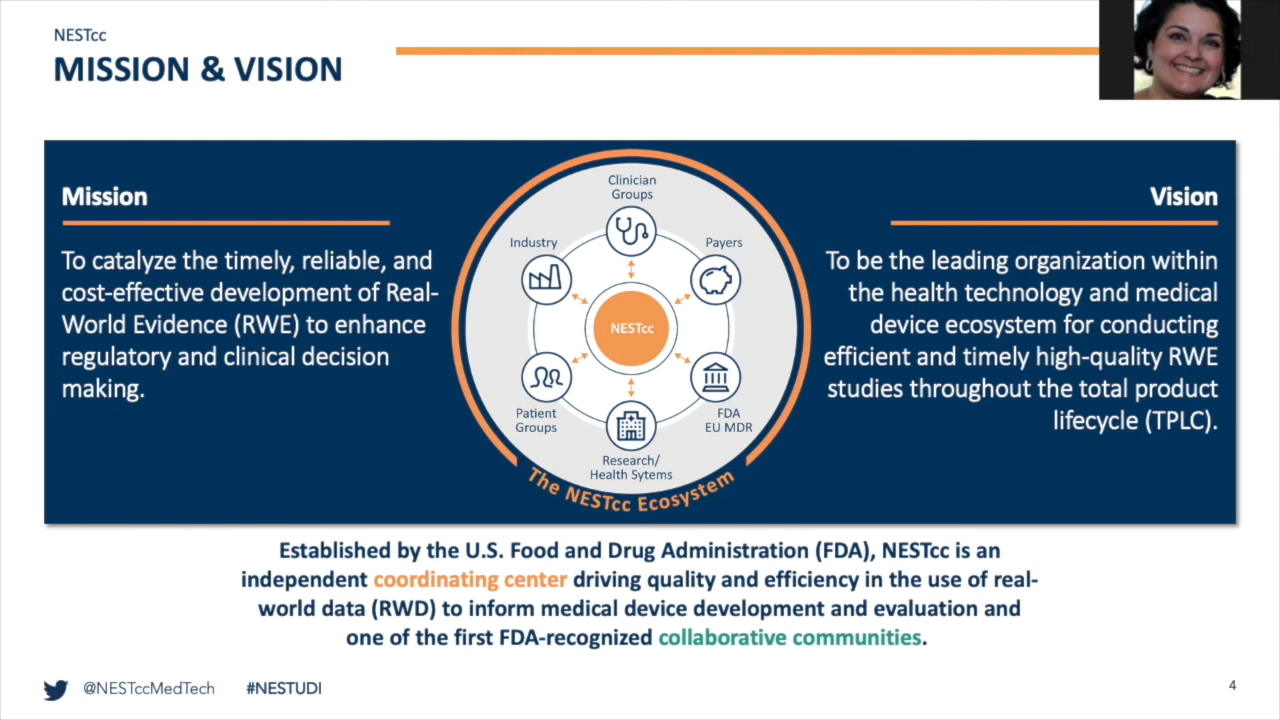 NESTcc
MISSION & VISION
Mission
To catalyze the timely, reliable, and
cost-effective development of Real-
World Evidence (RWE) to enhance
regulatory and clinical decision
making.
Clinician
Groups
Industry
Payers
NESTcc
Patient
Groups
FDA
EU MDR
Research/
Health Sytems
The NESTcc Ecosystem
Vision
To be the leading organization within
the health technology and medical
device ecosystem for conducting
efficient and timely high-quality RWE
studies throughout the total product
lifecycle (TPLC).
Established by the U.S. Food and Drug Administration (FDA), NESTcc is an
independent coordinating center driving quality and efficiency in the use of real-
world data (RWD) to inform medical device development and evaluation and
one of the first FDA-recognized collaborative communities.
@NESTccMedTech #NESTUDI
4